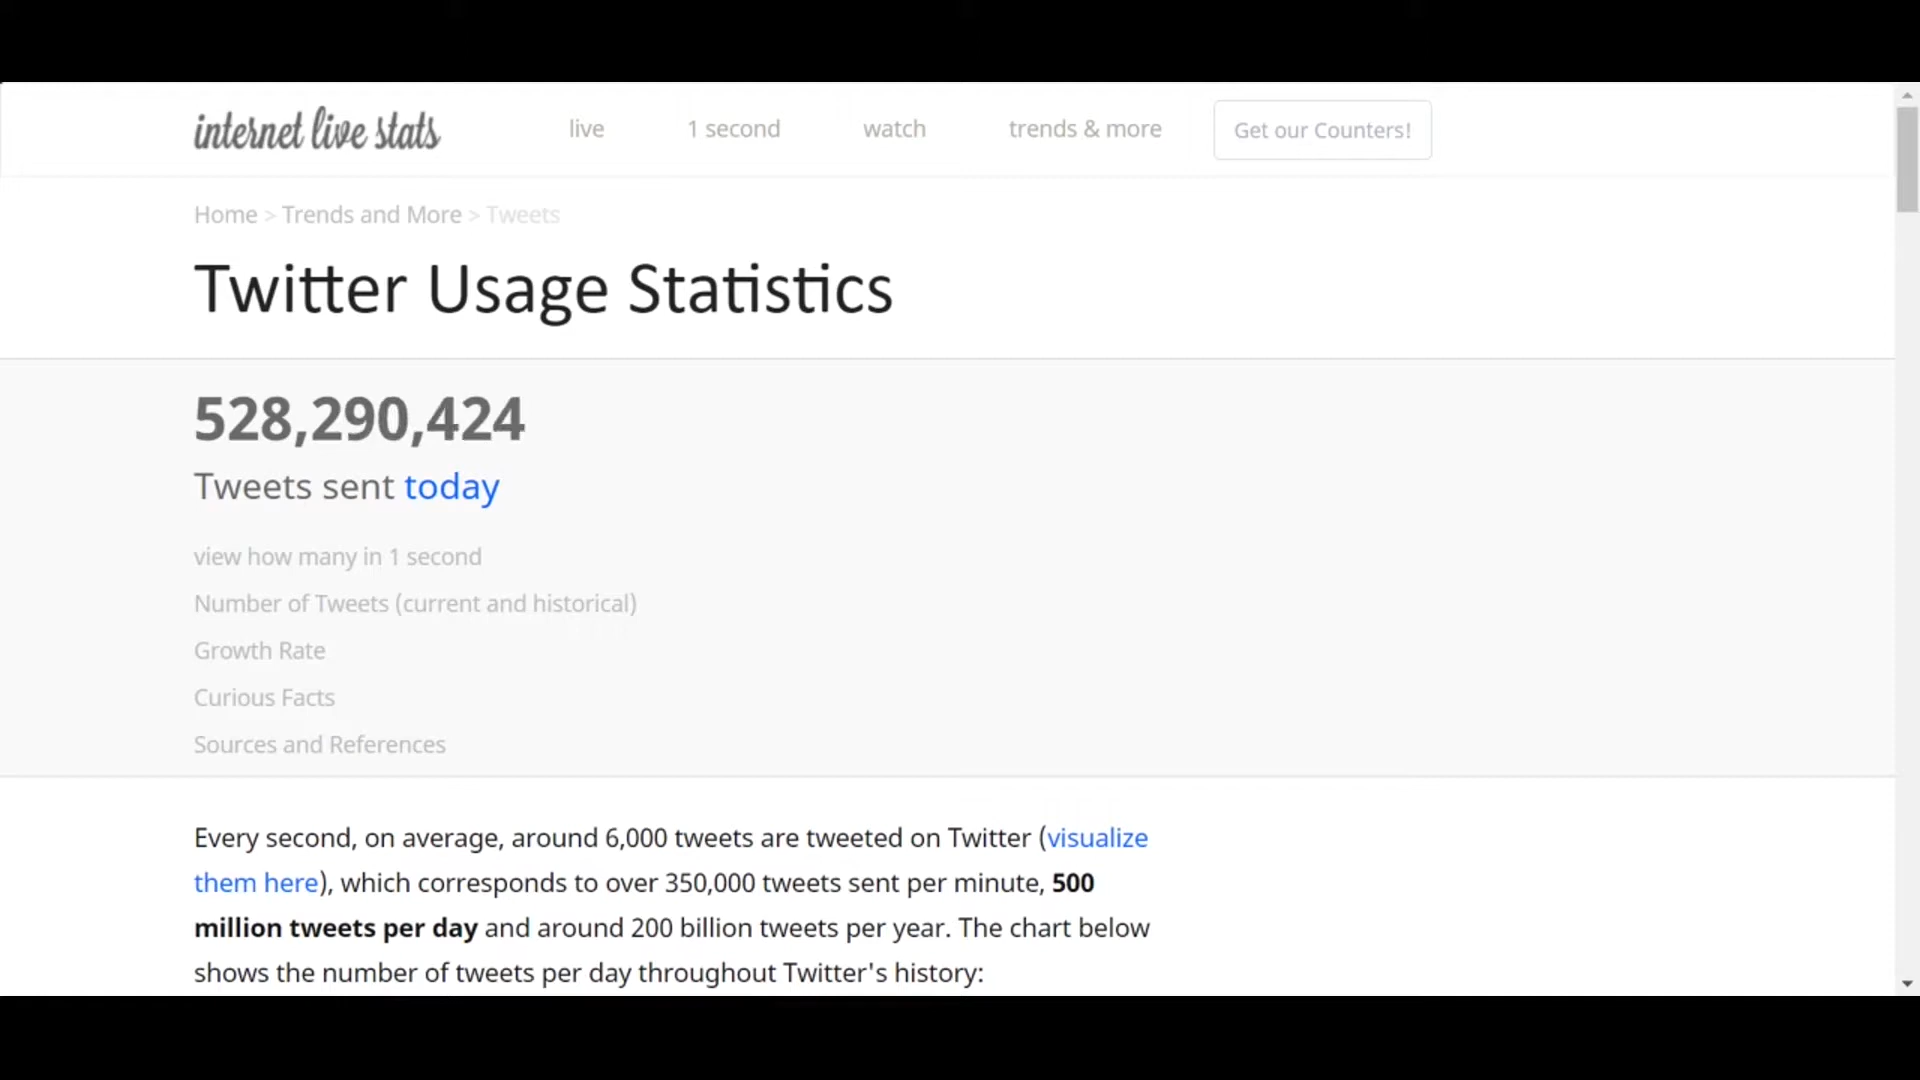 internet live stats live 1 second watch trends & more Get our Counters!
Home > Trends and More > Tweets
Twitter Usage Statistics
528,290,424
Tweets sent today
view how many in 1 second
Number of Tweets (current and historical)
Growth Rate
Curious Facts
Sources and References
Every second, on average, around 6,000 tweets are tweeted on Twitter (visualize
them here), which corresponds to over 350,000 tweets sent per minute, 500
million tweets per day and around 200 billion tweets per year. The chart below
shows the number of tweets per day throughout Twitter's history: